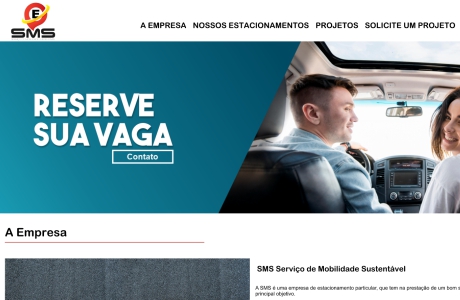 E
SMS
A EMPRESA NOSSOS ESTACIONAMENTOS PROJETOS SOLICITE UM PROJETO
RESERVE
SUA VAGA
Contato
A Empresa
SMS Serviço de Mobilidade Sustentável
A SMS é uma empresa de estacionamento particular, que tem na prestação de um bom s
principal objetivo.